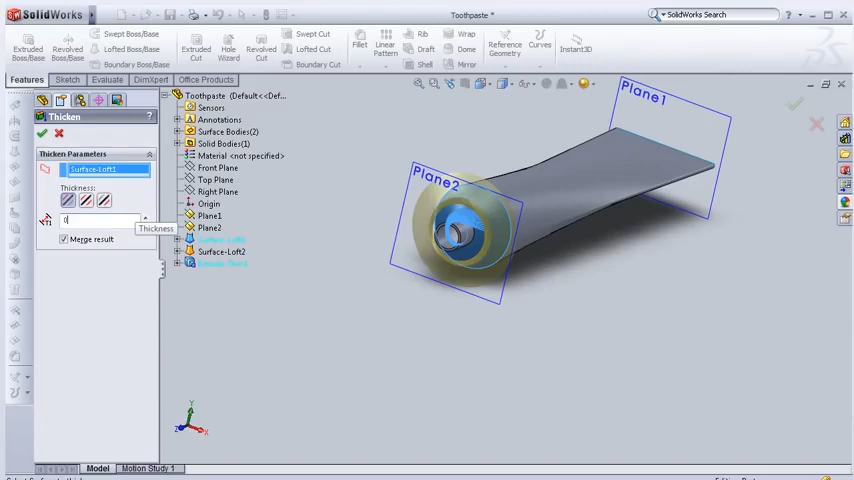 SolidWorks
Toothpaste *
SolidWorks Search
?
Extruded Boss/Base
Revolved Boss/Base
Swept Boss/Base
Lofted Boss/Base
Boundary Boss/Base
Extruded Cut
Hole Wizard
Revolved Cut
Swept Cut
Lofted Cut
Boundary Cut
Fillet
Linear Pattern
Rib
Draft
Shell
Wrap
Dome
Mirror
Reference Geometry
Curves
Instant3D
Features
Sketch
Evaluate
DimXpert
Office Products
Thicken
?
Thicken Parameters
Surface-Loft1
Thickness:
T1
0
Thickness
Merge result
Toothpaste (Default<<Def...
Sensors
Annotations
Surface Bodies(2)
Solid Bodies(1)
Material <not specified>
Front Plane
Top Plane
Right Plane
Origin
Plane1
Plane2
Surface-Loft2
Plane1
Plane2
Y
X
Z
Model
Motion Study 1